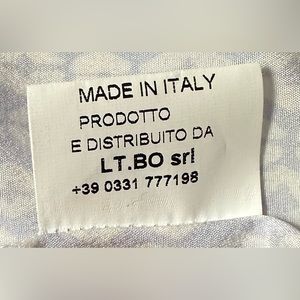 MADE IN ITALY
PRODOTTO
E DISTRIBUITO DA
LT.BO srl
+39 0331 777198